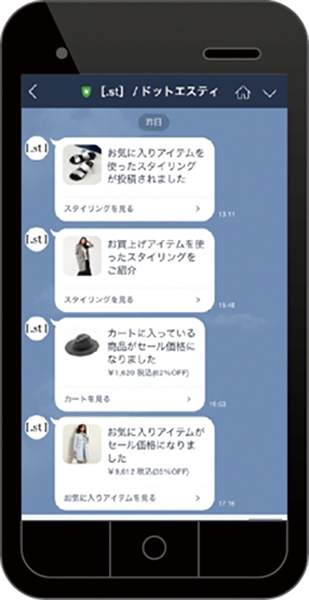 [.st] /ドットエスティ
昨日
[.st]
お気に入りアイテムを
使ったスタイリング
が投稿されました
スタイリングを見る
13:11
[.st]
お買上げアイテムを使
ったスタイリングを
ご紹介
スタイリングを見る
15:48
[.st]
カートに入っている
商品がセール価格に
なりました
¥1,620 税込(62%OFF)
カートを見る
15:53
[.st]
お気に入りアイテムが
セール価格になりま
した
¥9,612 税込(35%OFF)
お気に入りアイテムを見る
17:16